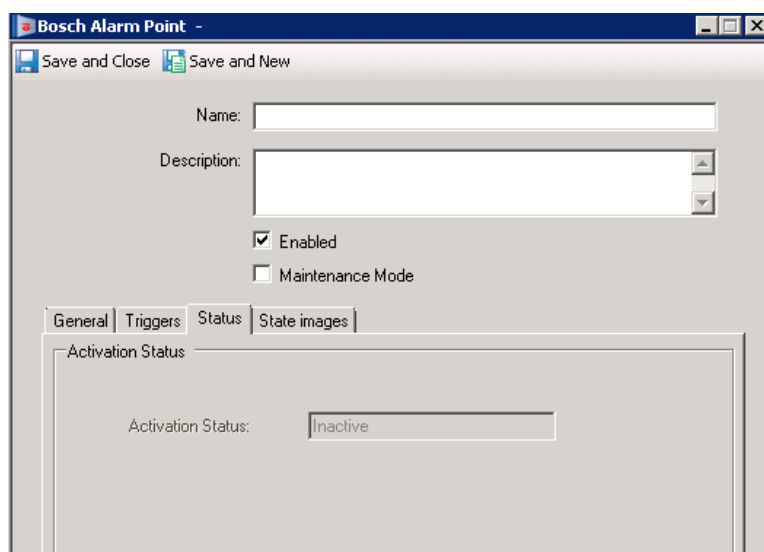 Bosch Alarm Point -
Save and Close Save and New
Name:
Description:
Enabled
Maintenance Mode
General Triggers Status State images
Activation Status
Activation Status: Inactive